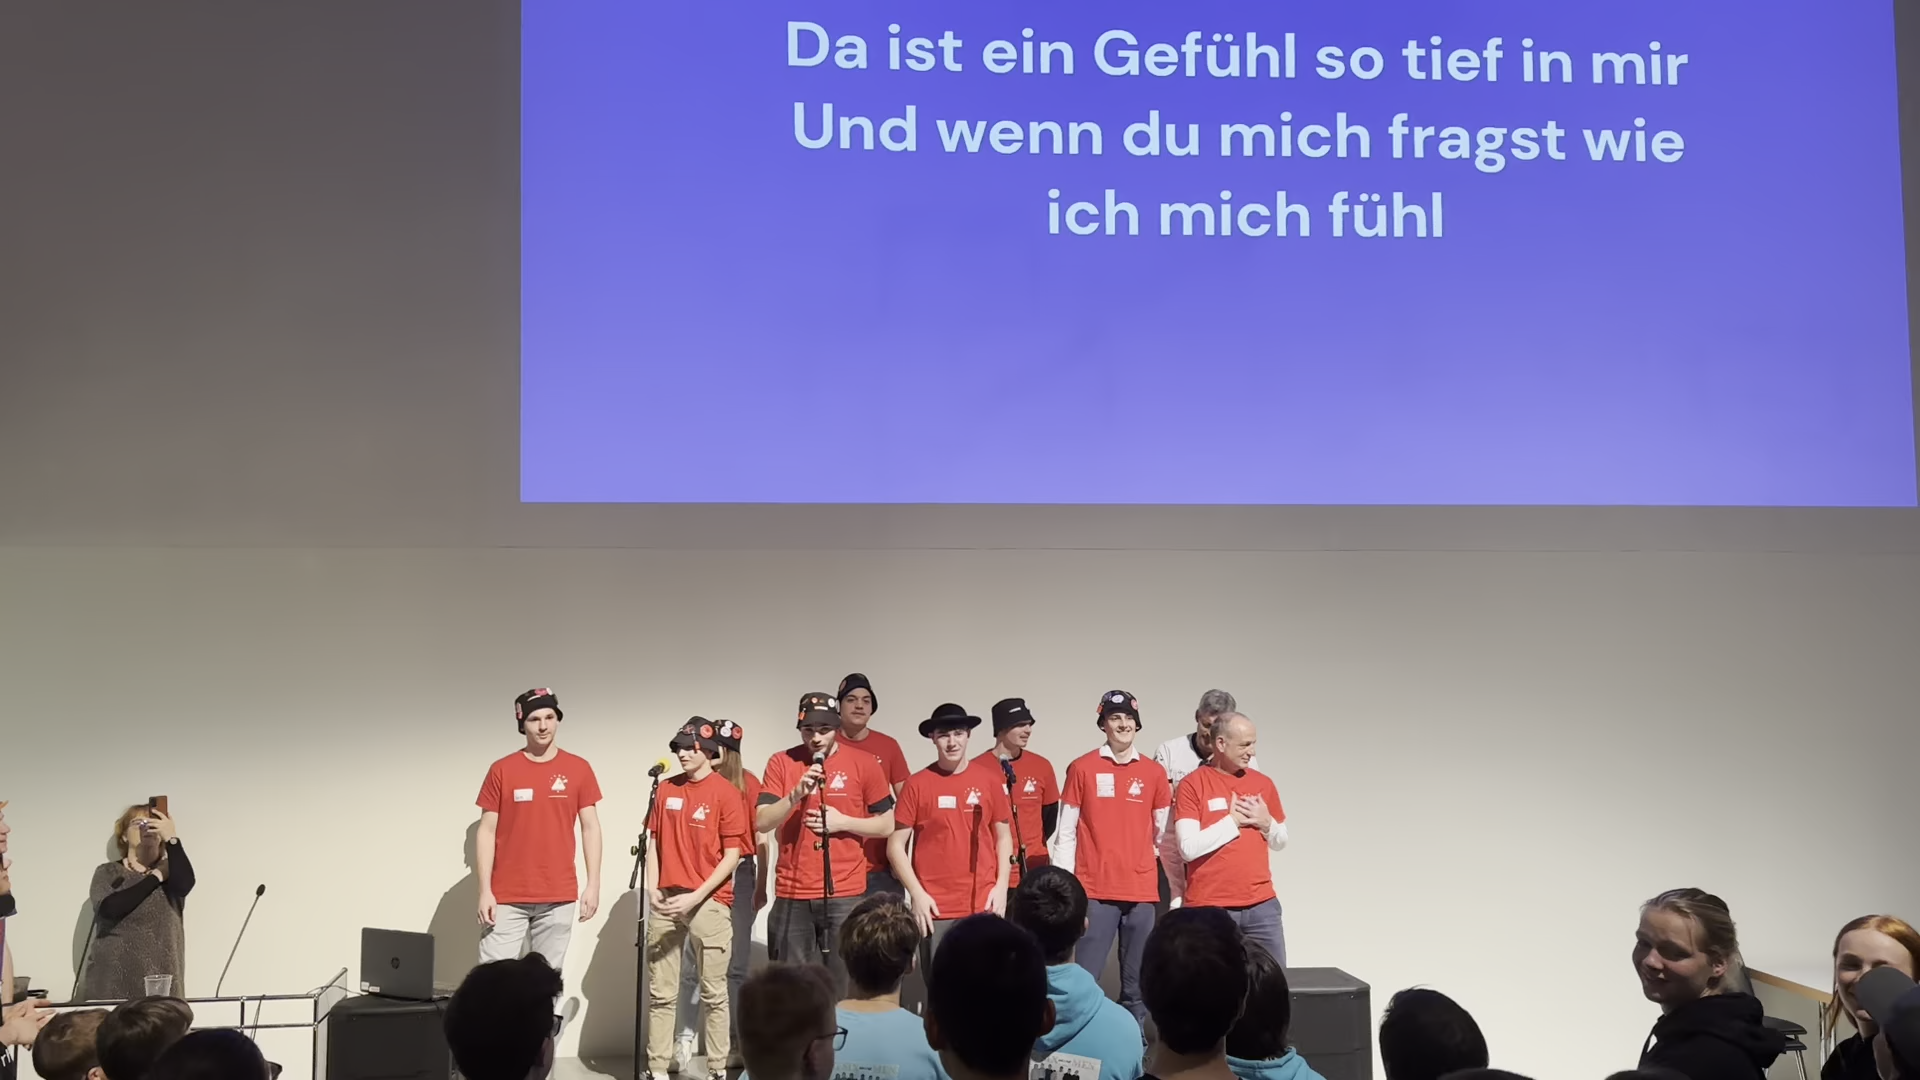 Da ist ein Gefühl so tief in mir
Und wenn du mich fragst wie
ich mich fühl